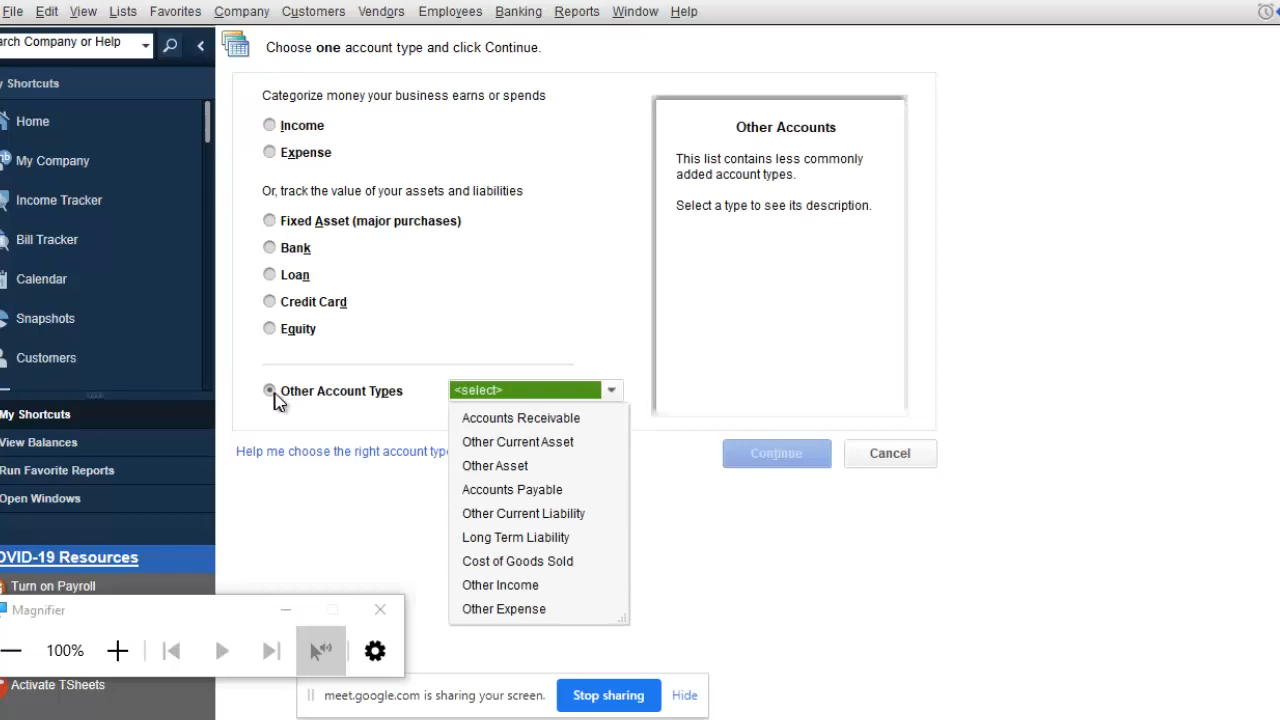 File Edit View Lists Favorites Company Customers Vendors Employees Banking Reports Window Help
rch Company or Help
y Shortcuts
Home
My Company
Income Tracker
Bill Tracker
Calendar
Snapshots
Customers
My Shortcuts
View Balances
Run Favorite Reports
Open Windows
OVID-19 Resources
Turn on Payroll
Activate TSheets
Choose one account type and click Continue.
Categorize money your business earns or spends
Income
Expense
Or, track the value of your assets and liabilities
Fixed Asset (major purchases)
Bank
Loan
Credit Card
Equity
Other Account Types
<select>
Accounts Receivable
Other Current Asset
Other Asset
Accounts Payable
Other Current Liability
Long Term Liability
Cost of Goods Sold
Other Income
Other Expense
Help me choose the right account type
Other Accounts
This list contains less commonly
added account types.
Select a type to see its description.
Continue
Cancel
Magnifier
100%
meet.google.com is sharing your screen.
Stop sharing
Hide